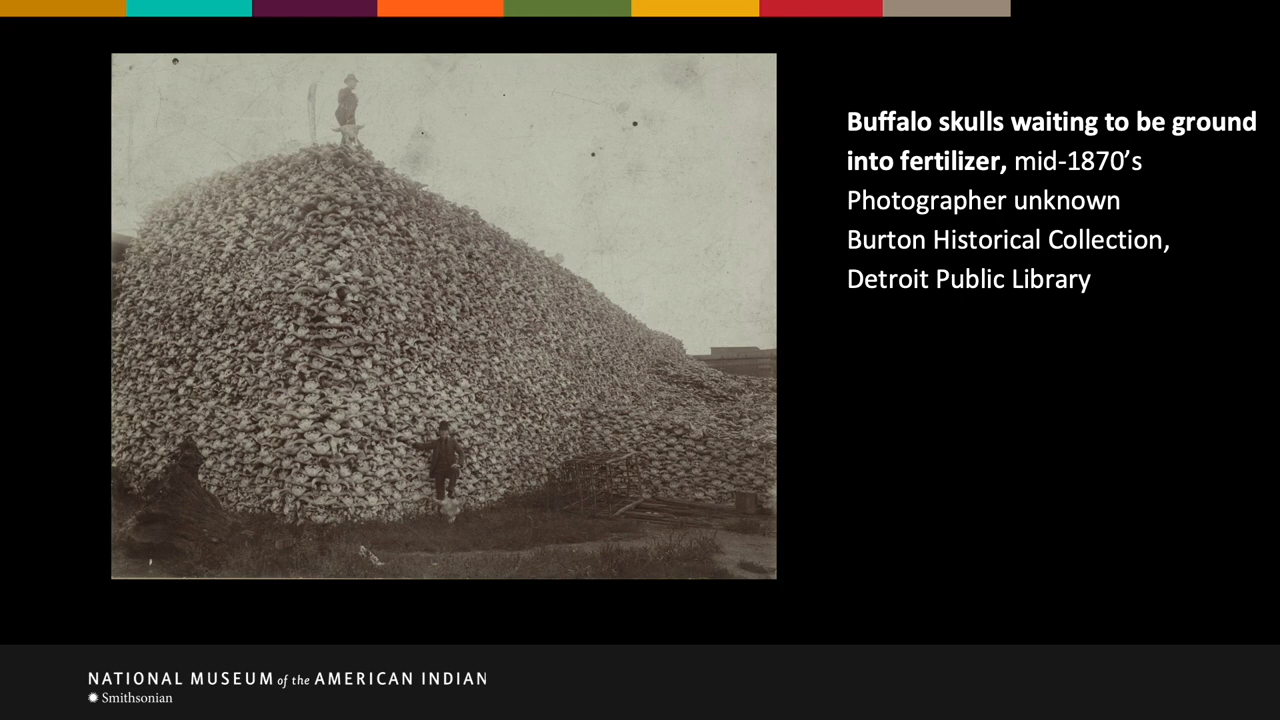 Buffalo skulls waiting to be ground
into fertilizer, mid-1870’s
Photographer unknown
Burton Historical Collection,
Detroit Public Library
NATIONAL MUSEUM of the AMERICAN INDIAN
Smithsonian